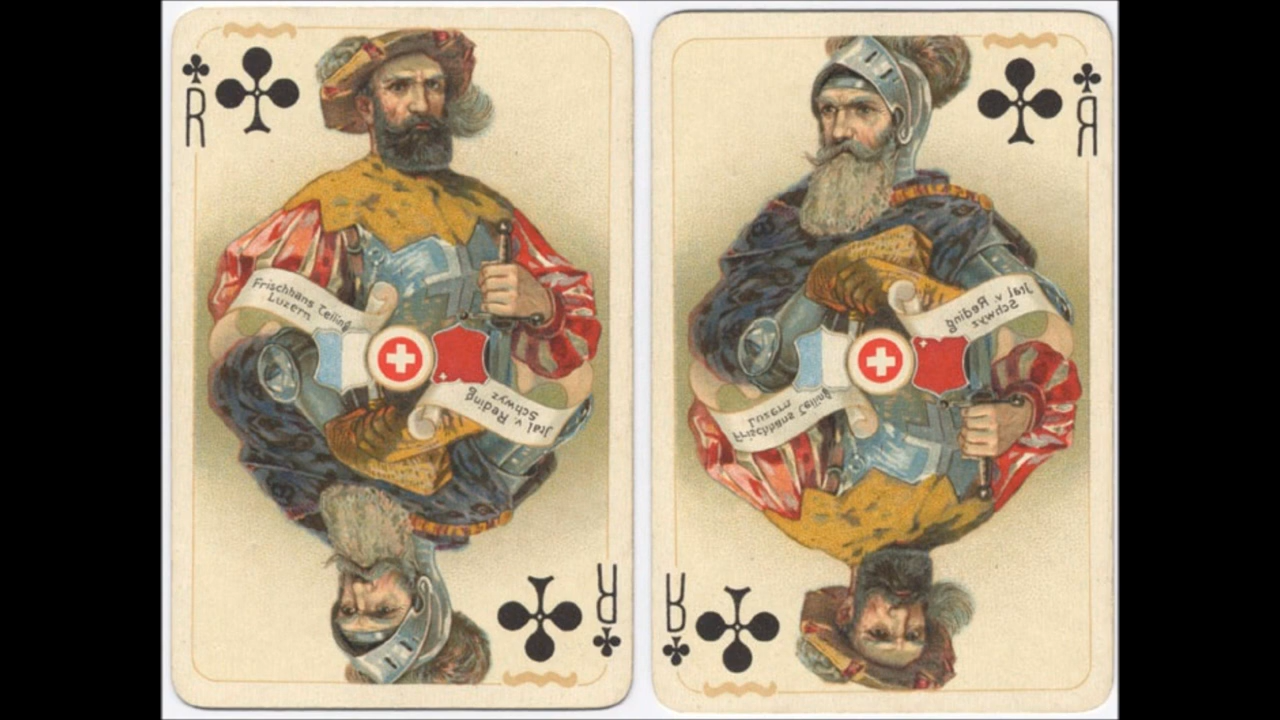 R
Frischhans Teiling
Luzern
Jtal v. Reding
Schwyz
R
R
Jtal v. Reding
Schwyz
Frischhans Teiling
Luzern
R